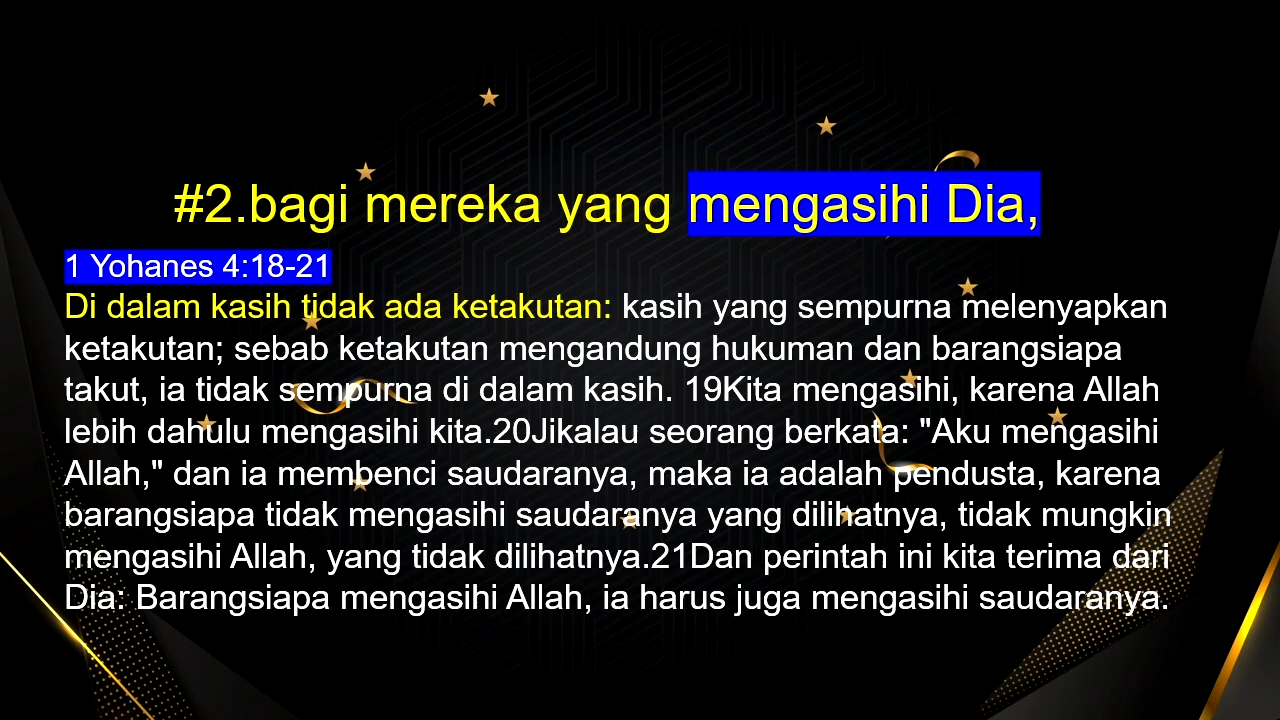 #2.bagi mereka yang mengasihi Dia,
1 Yohanes 4:18-21
Di dalam kasih tidak ada ketakutan: kasih yang sempurna melenyapkan
ketakutan; sebab ketakutan mengandung hukuman dan barangsiapa
takut, ia tidak sempurna di dalam kasih. 19Kita mengasihi, karena Allah
lebih dahulu mengasihi kita.20Jikalau seorang berkata: "Aku mengasihi
Allah," dan ia membenci saudaranya, maka ia adalah pendusta, karena
barangsiapa tidak mengasihi saudaranya yang dilihatnya, tidak mungkin
mengasihi Allah, yang tidak dilihatnya.21Dan perintah ini kita terima dari
Dia: Barangsiapa mengasihi Allah, ia harus juga mengasihi saudaranya.